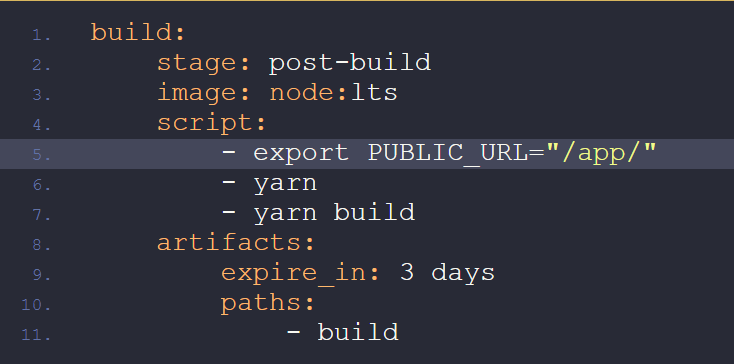 1. build:
2.     stage: post-build
3.     image: node:lts
4.     script:
5.         - export PUBLIC_URL="/app/"
6.         - yarn
7.         - yarn build
8.     artifacts:
9.         expire_in: 3 days
10.         paths:
11.             - build